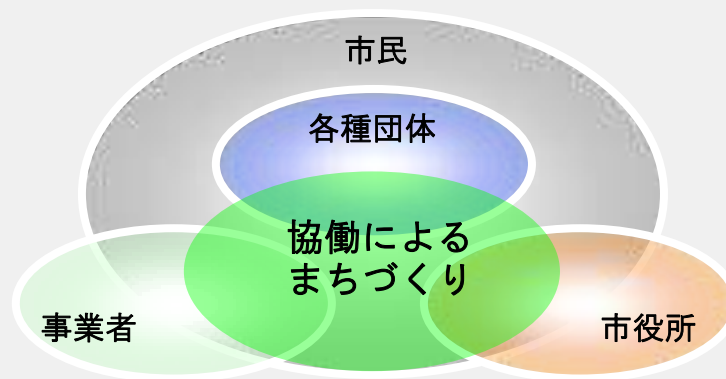 市民
各種団体
協働による
まちづくり
事業者
市役所